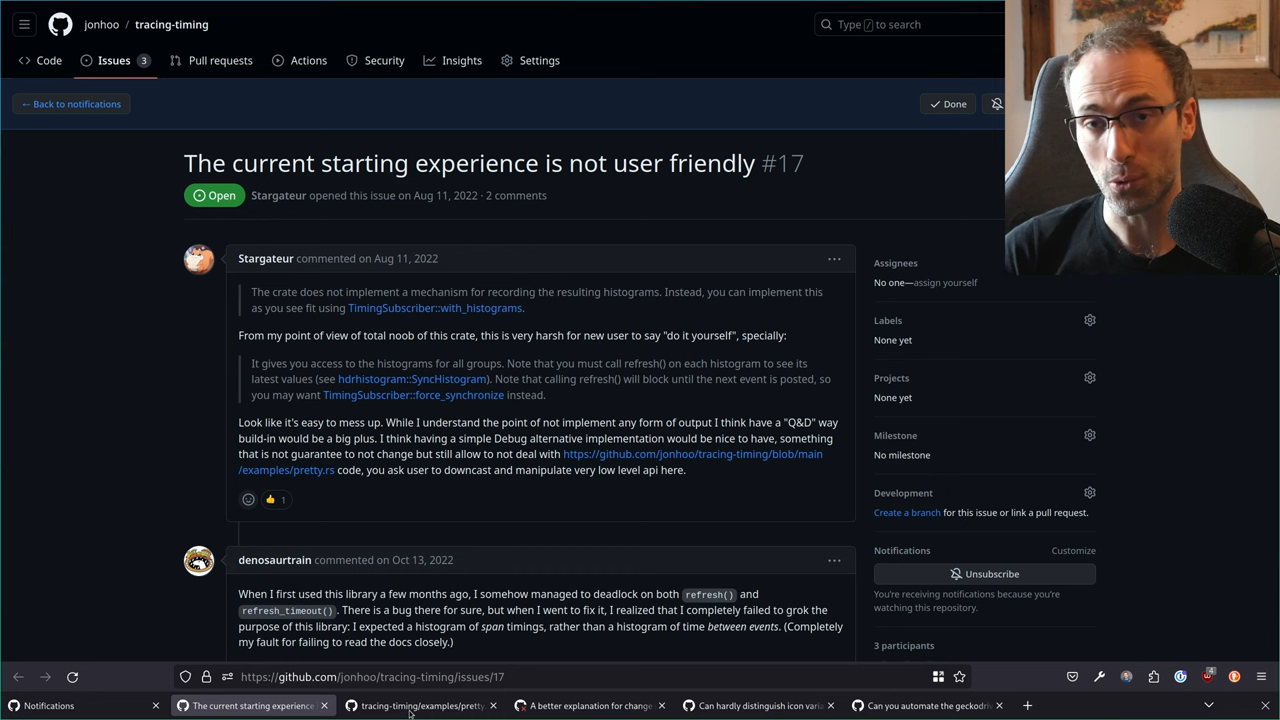 jonhoo / tracing-timing
Type / to search
Code
Issues 3
Pull requests
Actions
Security
Insights
Settings
← Back to notifications
Done
The current starting experience is not user friendly #17
Open
Stargateur opened this issue on Aug 11, 2022 · 2 comments
Stargateur commented on Aug 11, 2022
The crate does not implement a mechanism for recording the resulting histograms. Instead, you can implement this
as you see fit using TimingSubscriber::with_histograms.
From my point of view of total noob of this crate, this is very harsh for new user to say "do it yourself", specially:
It gives you access to the histograms for all groups. Note that you must call refresh() on each histogram to see its
latest values (see hdrhistogram::SyncHistogram). Note that calling refresh() will block until the next event is posted, so
you may want TimingSubscriber::force_synchronize instead.
Look like it's easy to mess up. While I understand the point of not implement any form of output I think have a "Q&D" way
build-in would be a big plus. I think having a simple Debug alternative implementation would be nice to have, something
that is not guarantee to not change but still allow to not deal with https://github.com/jonhoo/tracing-timing/blob/main
/examples/pretty.rs code, you ask user to downcast and manipulate very low level api here.
👍 1
denosaurtrain commented on Oct 13, 2022
When I first used this library a few months ago, I somehow managed to deadlock on both refresh() and
refresh_timeout(). There is a bug there for sure, but when I went to fix it, I realized that I completely failed to grok the
purpose of this library: I expected a histogram of span timings, rather than a histogram of time between events. (Completely
my fault for failing to read the docs closely.)
Assignees
No one—assign yourself
Labels
None yet
Projects
None yet
Milestone
No milestone
Development
Create a branch for this issue or link a pull request.
Notifications
Customize
Unsubscribe
You're receiving notifications because you're
watching this repository.
3 participants
https://github.com/jonhoo/tracing-timing/issues/17
4
Notifications
The current starting experience
tracing-timing/examples/pretty.
A better explanation for change
Can hardly distinguish icon varia
Can you automate the geckodriv